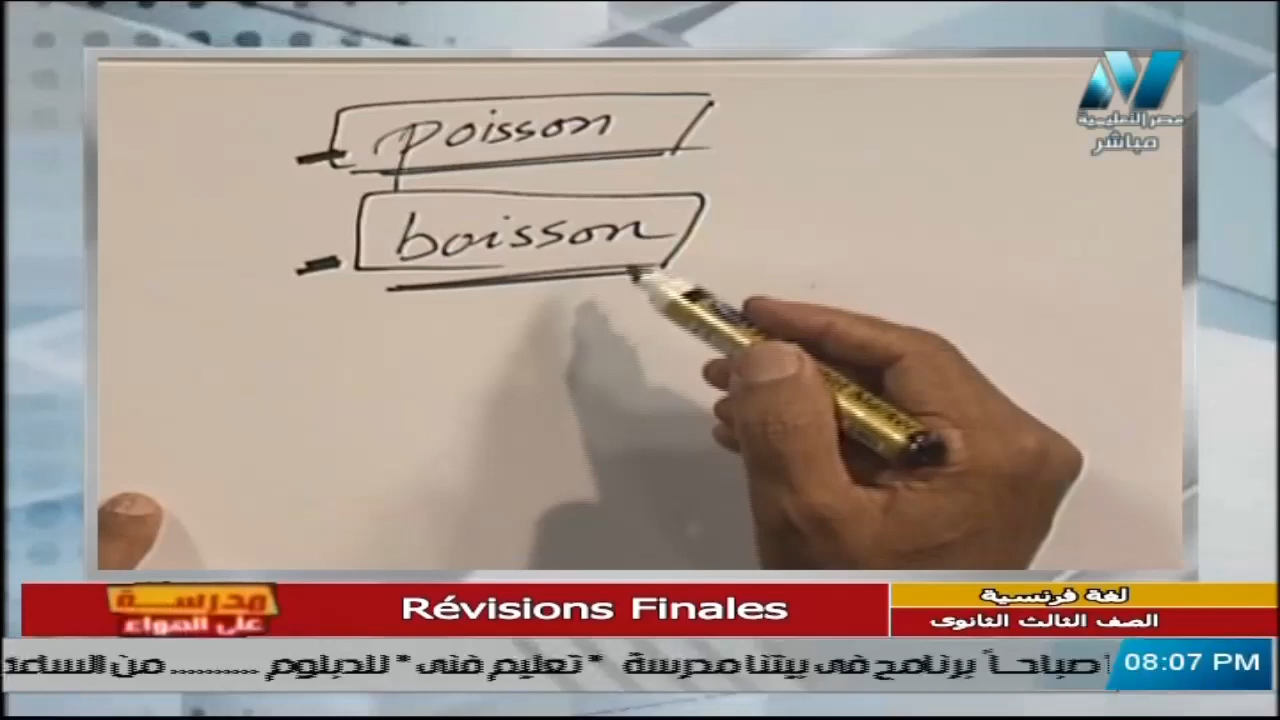 poisson
boisson
مصر التعليمية
مباشر
مدرسة
على الهواء
Révisions Finales
لغة فرنسية
الصف الثالث الثانوى
صباحاً برنامج فى بيتنا مدرسة "تعليم فنى" للدبلوم .......... من الساعد
08:07 PM